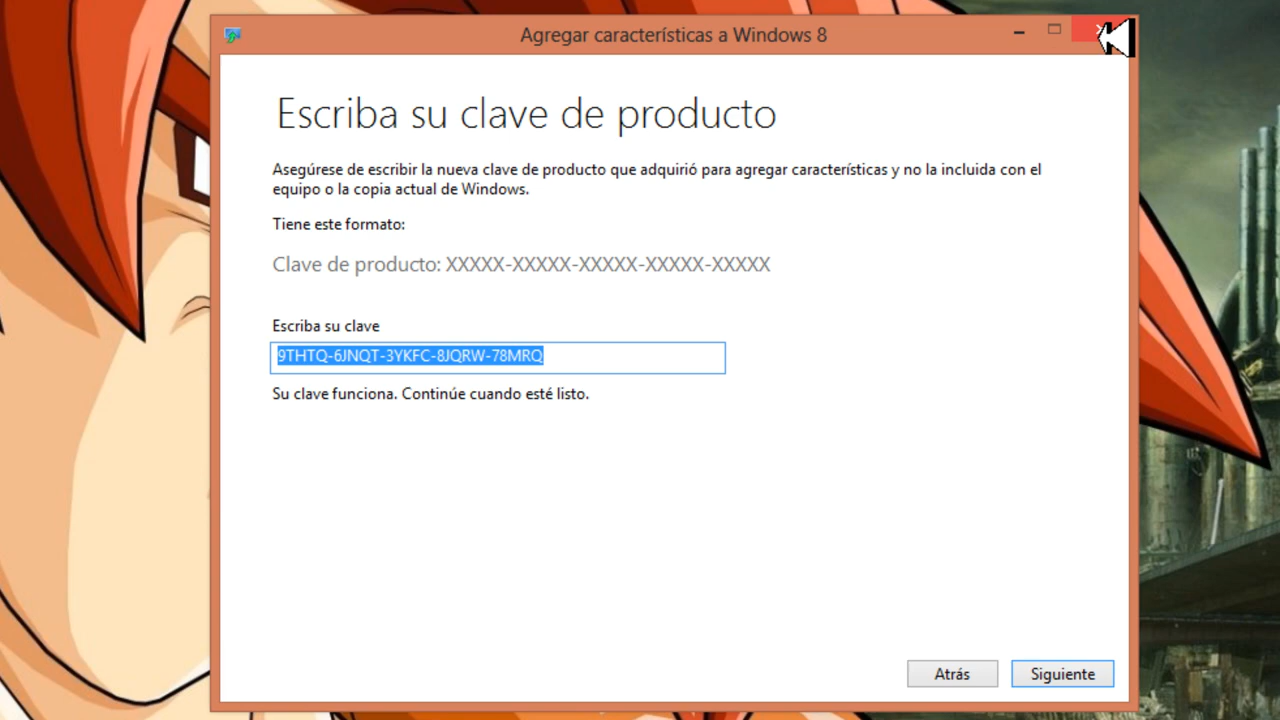 Agregar características a Windows 8
Escriba su clave de producto
Asegúrese de escribir la nueva clave de producto que adquirió para agregar características y no la incluida con el
equipo o la copia actual de Windows.
Tiene este formato:
Clave de producto: XXXXX-XXXXX-XXXXX-XXXXX-XXXXX
Escriba su clave
9THTQ-6JNQT-3YKFC-8JQRW-78MRQ
Su clave funciona. Continúe cuando esté listo.
Atrás
Siguiente